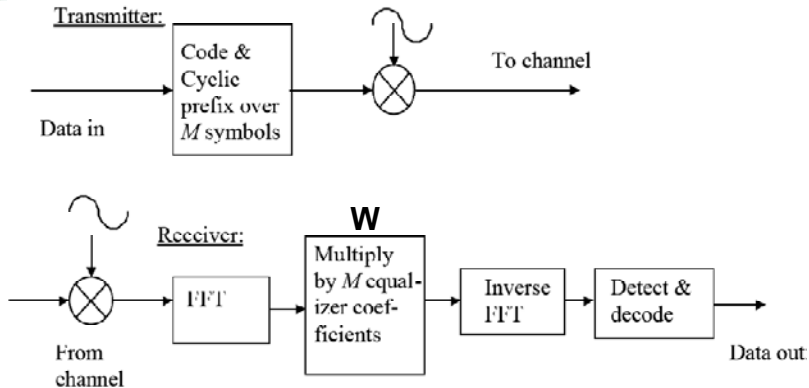 Transmitter:
Code &
Cyclic
prefix over
M symbols
To channel
Data in
W
Receiver:
Multiply
by M equal-
izer coef-
ficients
FFT
Inverse
FFT
Detect &
decode
From
channel
Data out: